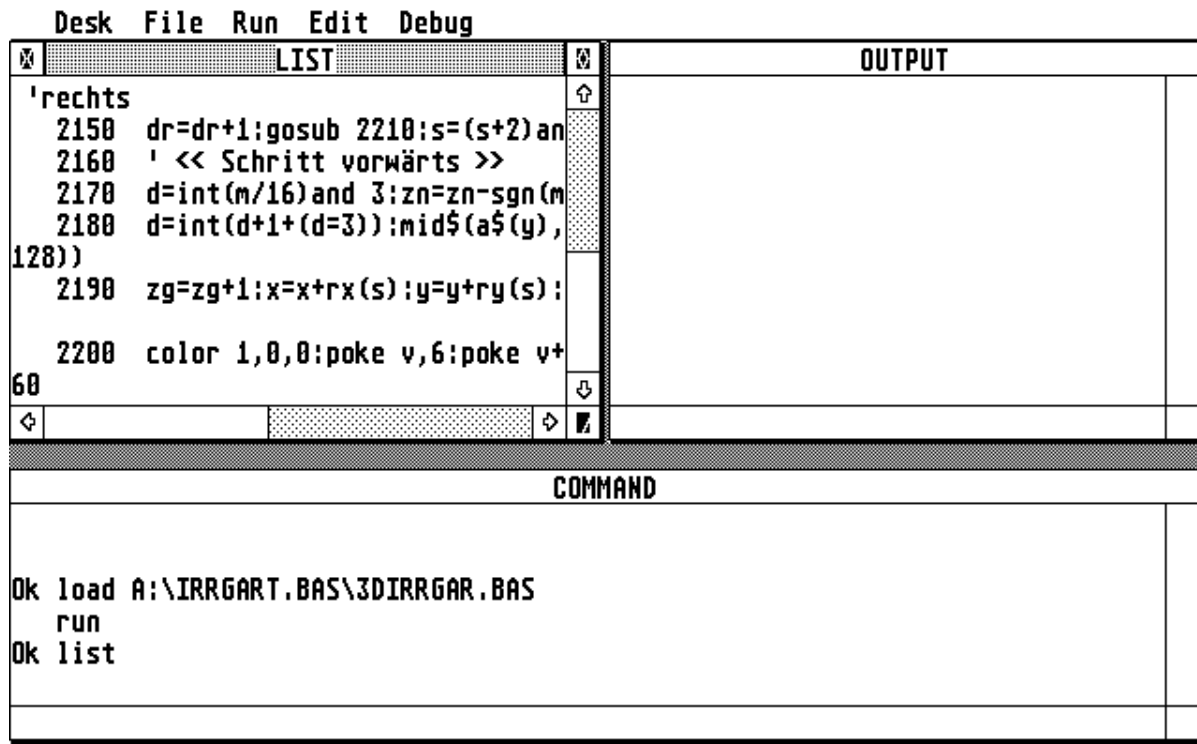 Desk File Run Edit Debug
LIST
'rechts
2150 dr=dr+1:gosub 2210:s=(s+2)an
2160 ' << Schritt vorwärts >>
2170 d=int(m/16)and 3:zn=zn-sgn(m
2180 d=int(d+1+(d=3)):mid$(a$(y),
128))
2190 zg=zg+1:x=x+rx(s):y=y+ry(s):
2200 color 1,0,0:poke v,6:poke v+
60
OUTPUT
COMMAND
Ok load A:\IRRGART.BAS\3DIRRGAR.BAS
run
Ok list